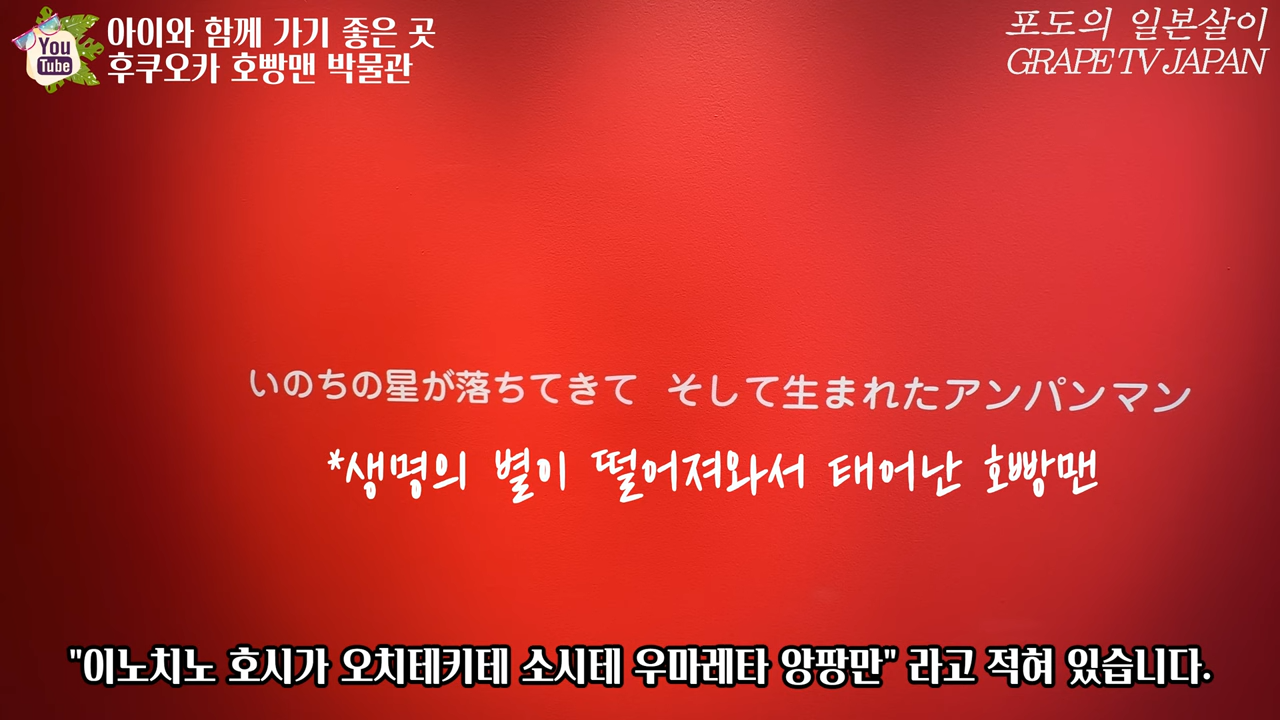 You
Tube
아이와 함께 가기 좋은 곳
후쿠오카 호빵맨 박물관
포도의 일본살이
GRAPE TV JAPAN
いのちの星が落ちてきて そして生まれたアンパンマン
*생명의 별이 떨어져와서 태어난 호빵맨
"이노치노 호시가 오치테키테 소시테 우마레타 앙팡만" 라고 적혀 있습니다.